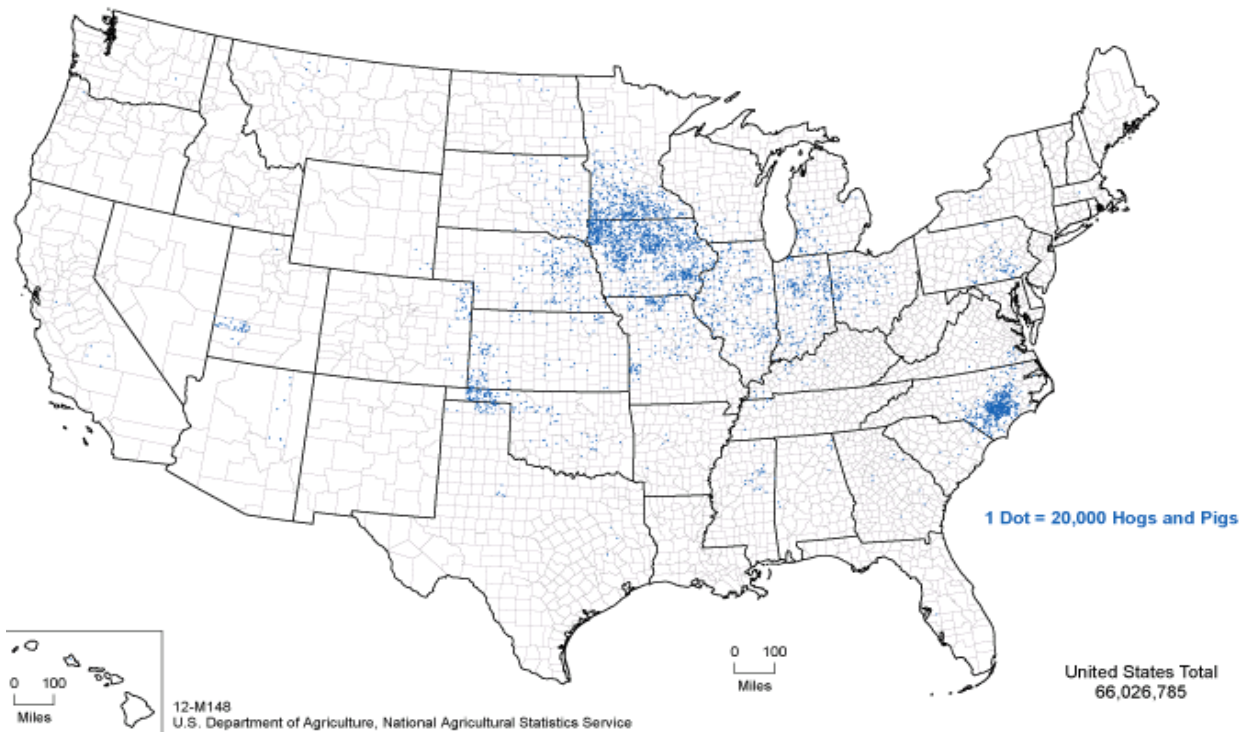 1 Dot = 20,000 Hogs and Pigs
0 100
Miles
0 100
Miles
United States Total
66,026,785
12-M148
U.S. Department of Agriculture, National Agricultural Statistics Service